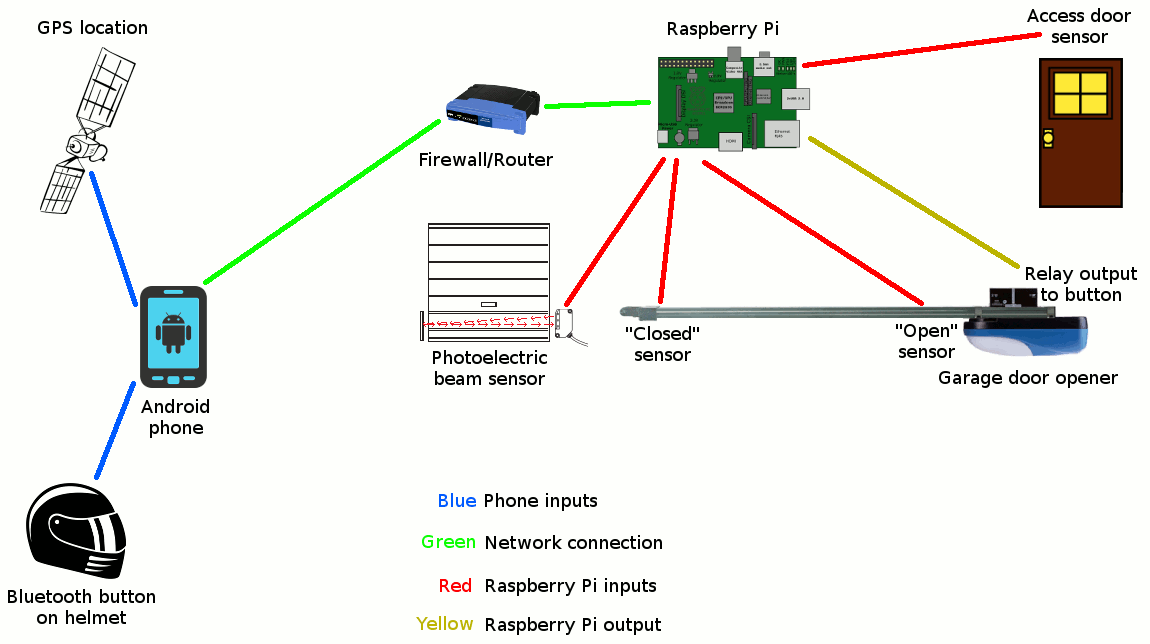 GPS location
Raspberry Pi
Access door
sensor
Firewall/Router
Relay output
to button
"Closed"
sensor
"Open"
sensor
Photoelectric
beam sensor
Garage door opener
Android
phone
Bluetooth button
on helmet
Blue Phone inputs
Green Network connection
Red Raspberry Pi inputs
Yellow Raspberry Pi output